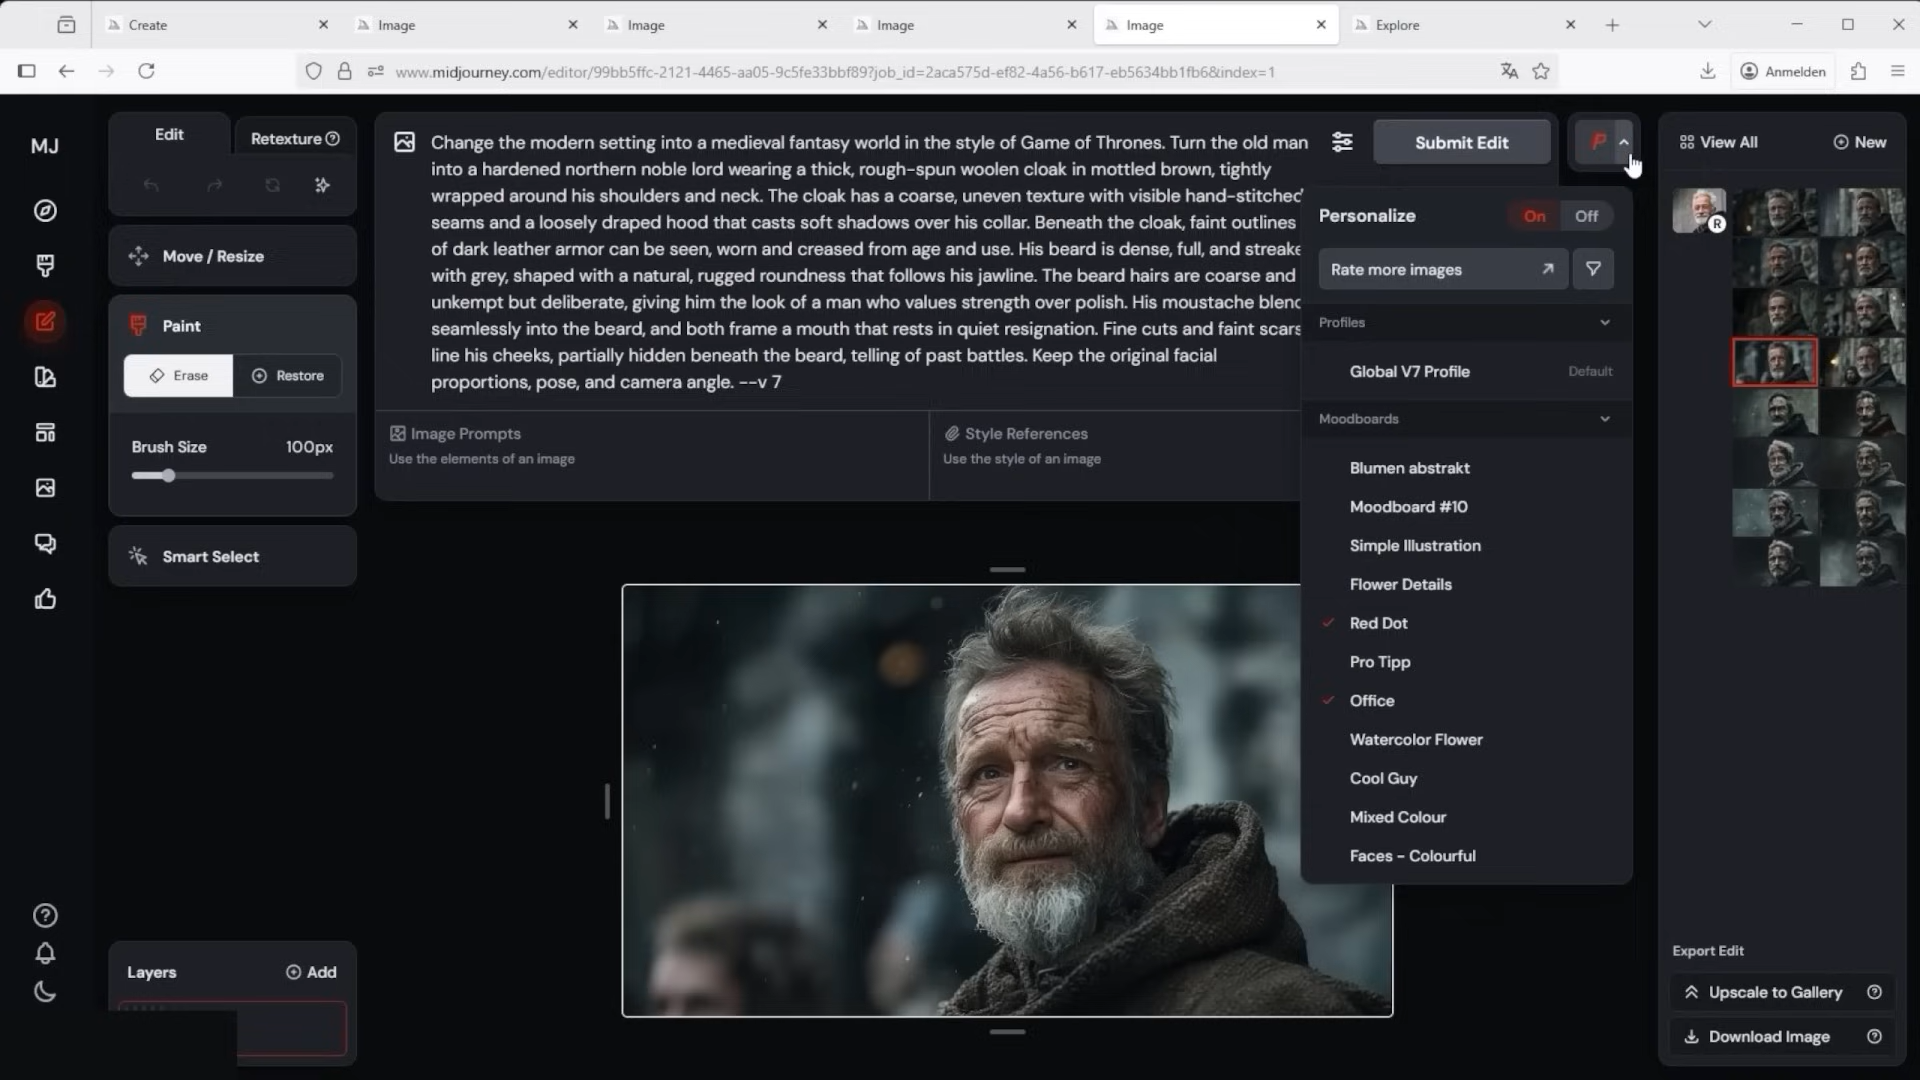 Create
Image
Image
Image
Image
Explore
www.midjourney.com/editor/99bb5ffc-2121-4465-aa05-9c5fe33bbf89?job_id=2aca575d-ef82-4a56-b617-eb5634bb1fb6&index=1
Anmelden
MJ
Edit
Retexture
Move / Resize
Paint
Erase
Restore
Brush Size
100px
Smart Select
Layers
Add
Change the modern setting into a medieval fantasy world in the style of Game of Thrones. Turn the old man
into a hardened northern noble lord wearing a thick, rough-spun woolen cloak in mottled brown, tightly
wrapped around his shoulders and neck. The cloak has a coarse, uneven texture with visible hand-stitched
seams and a loosely draped hood that casts soft shadows over his collar. Beneath the cloak, faint outlines
of dark leather armor can be seen, worn and creased from age and use. His beard is dense, full, and streake
with grey, shaped with a natural, rugged roundness that follows his jawline. The beard hairs are coarse and
unkempt but deliberate, giving him the look of a man who values strength over polish. His moustache blenc
seamlessly into the beard, and both frame a mouth that rests in quiet resignation. Fine cuts and faint scars
line his cheeks, partially hidden beneath the beard, telling of past battles. Keep the original facial
proportions, pose, and camera angle. --v 7
Image Prompts
Use the elements of an image
Style References
Use the style of an image
Submit Edit
P
Personalize
On
Off
Rate more images
Profiles
Global V7 Profile
Default
Moodboards
Blumen abstrakt
Moodboard #10
Simple Illustration
Flower Details
Red Dot
Pro Tipp
Office
Watercolor Flower
Cool Guy
Mixed Colour
Faces - Colourful
View All
New
R
Export Edit
Upscale to Gallery
Download Image